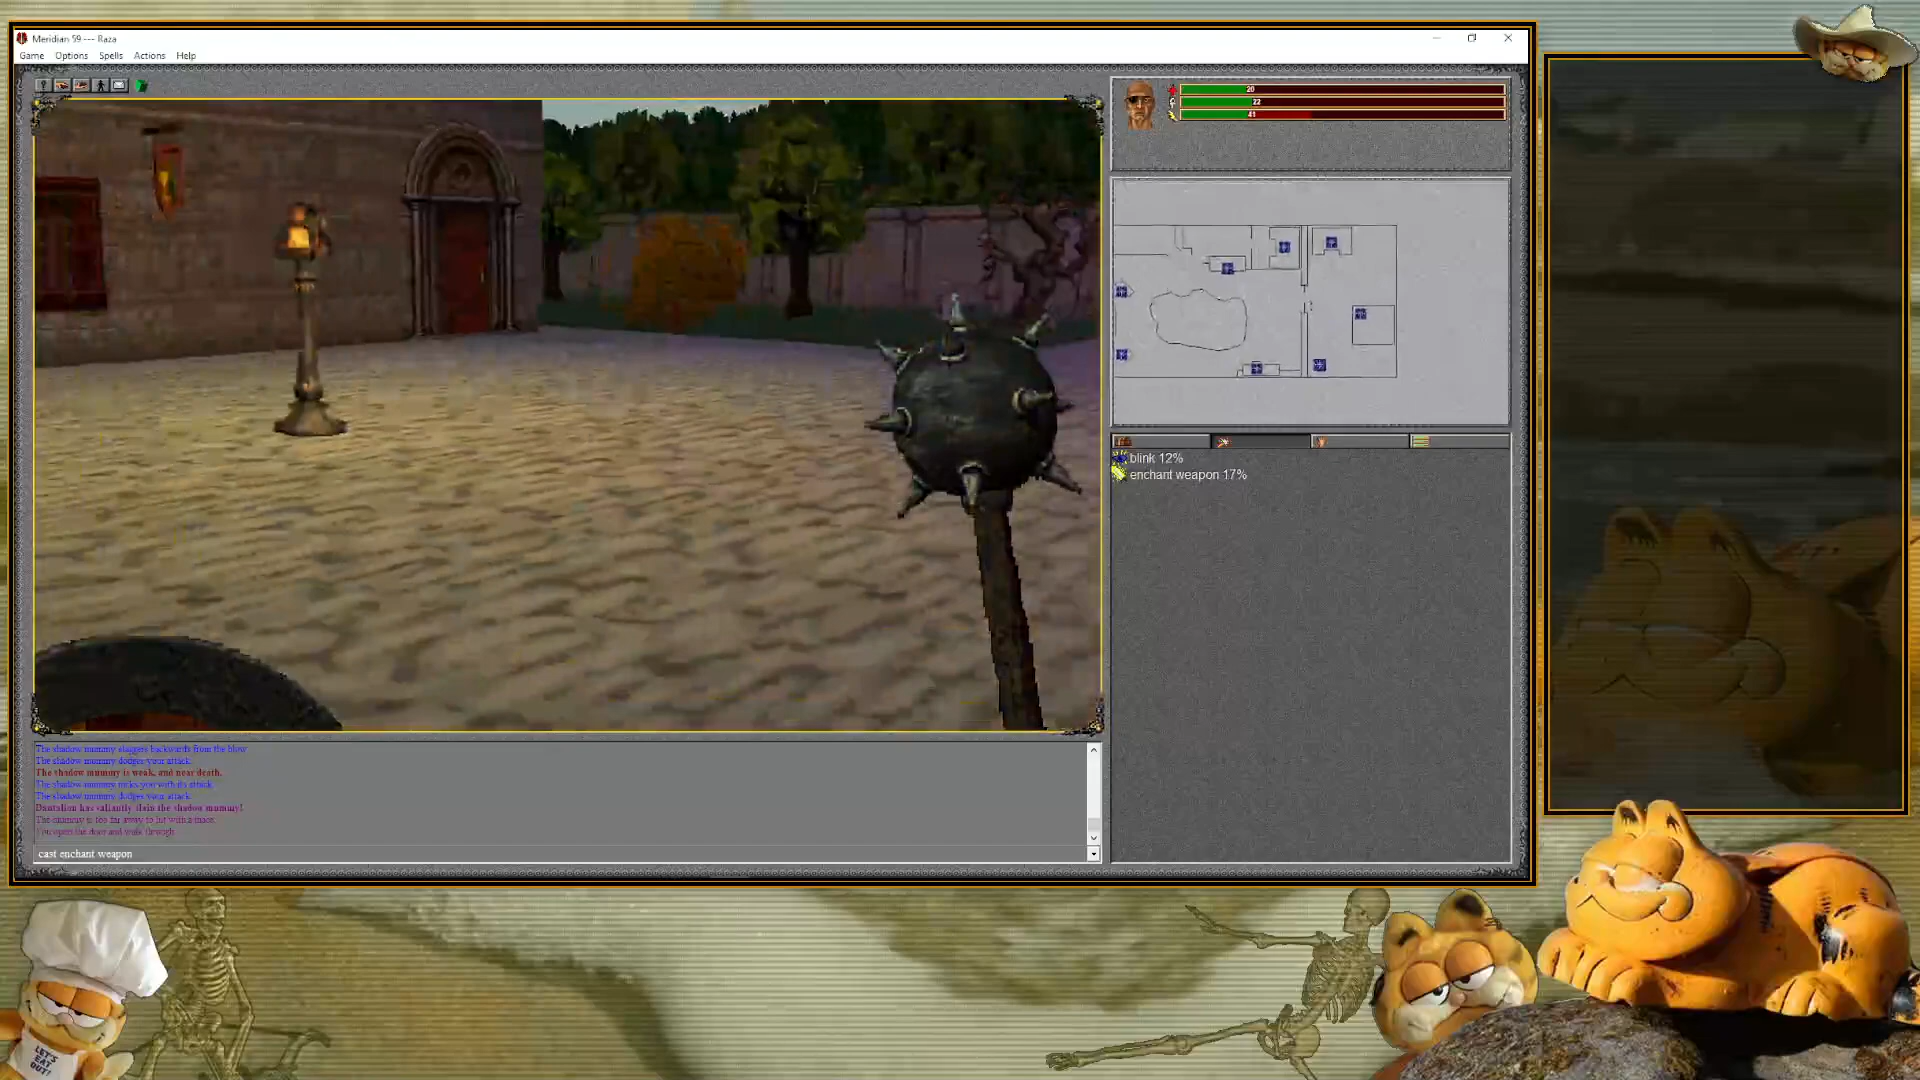 Meridian 59 --- Raza
Game Options Spells Actions Help
20
22
41
blink 12%
enchant weapon 17%
The shadow mummy staggers backwards from the blow
The shadow mummy dodges your attack.
The shadow mummy is weak, and near death.
The shadow mummy nicks you with its attack.
The shadow mummy dodges your attack.
Dantalion has valiantly slain the shadow mummy!
The mummy is too far away to hit with a mace.
You open the door and walk through.
cast enchant weapon
LET'S
EAT
OUT!